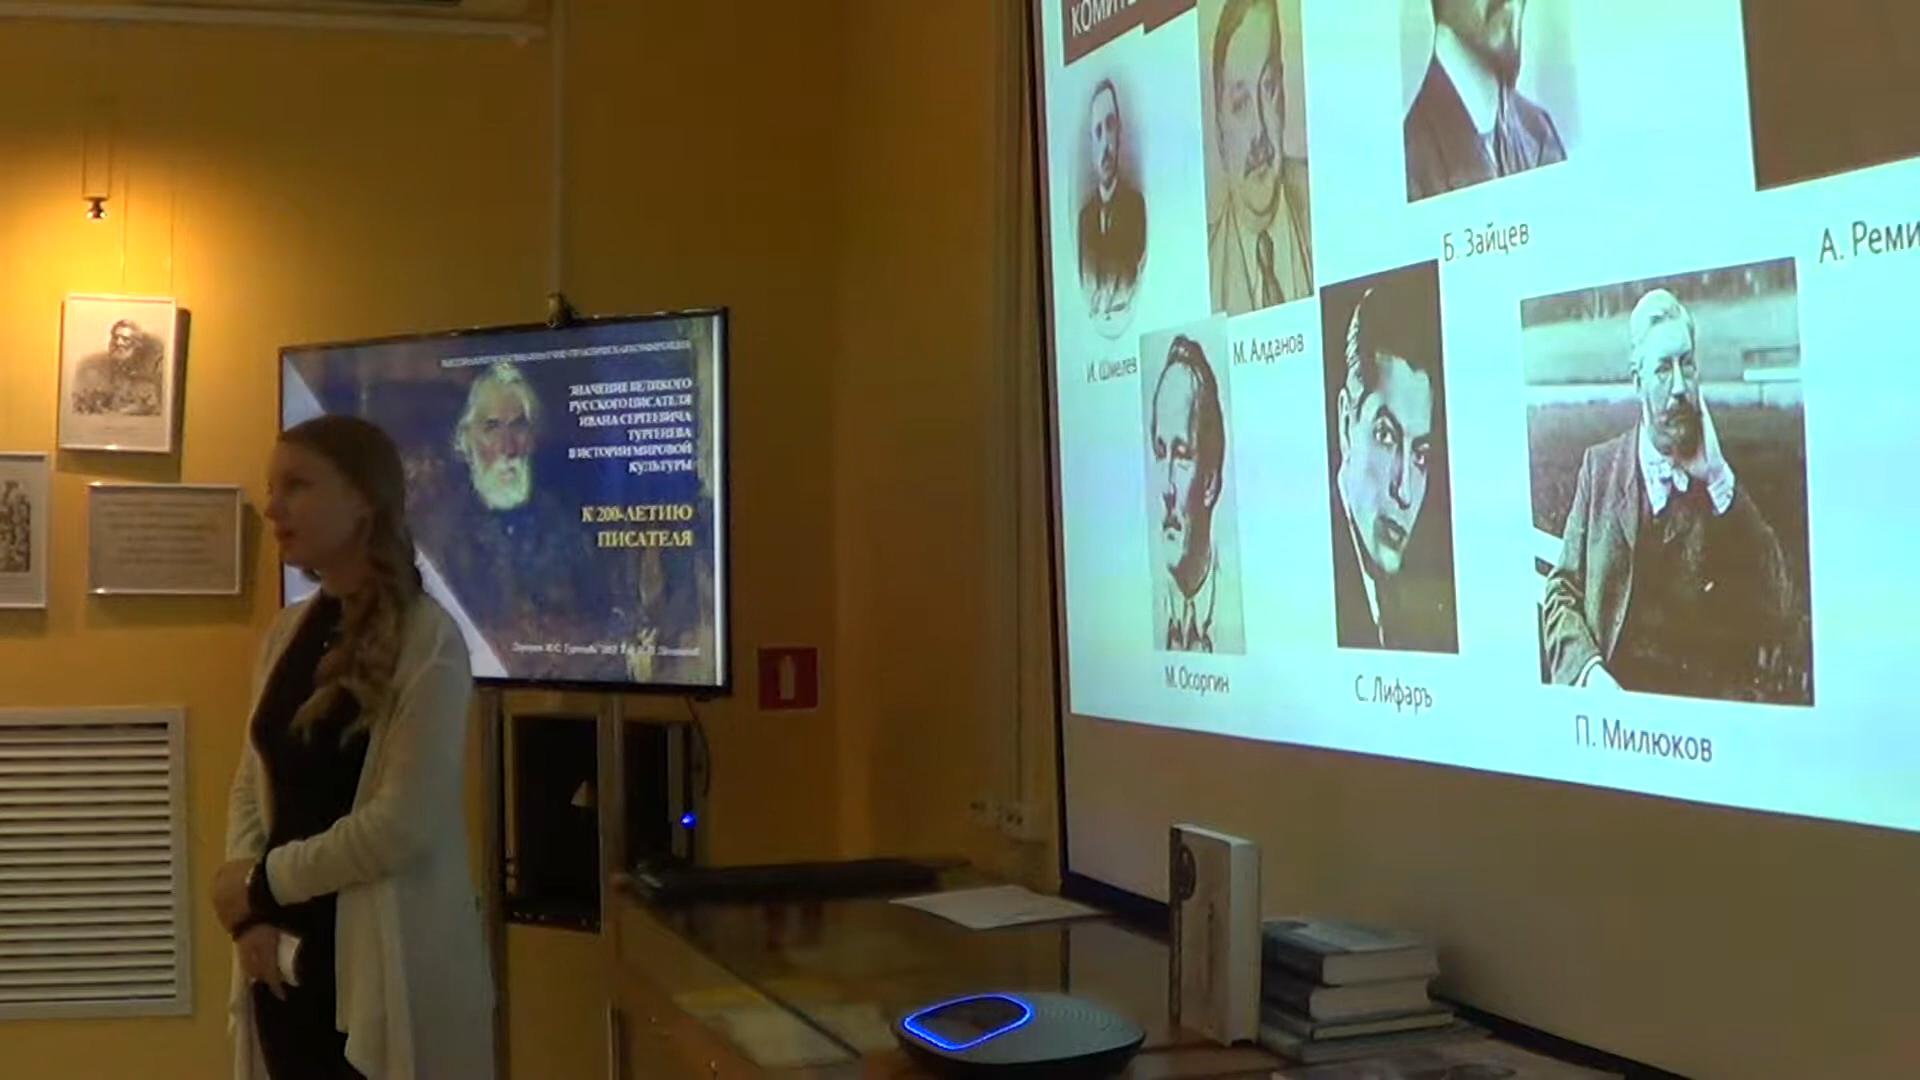 ЗНАЧЕНИЕ ВЕЛИКОГО
РУССКОГО ПИСАТЕЛЯ
ИВАНА СЕРГЕЕВИЧА
ТУРГЕНЕВА
В ИСТОРИИ МИРОВОЙ
КУЛЬТУРЫ
К 200-ЛЕТИЮ
ПИСАТЕЛЯ
КОМИТЕ
Б. Зайцев
А. Реми
И. Шмелев
М. Алданов
М. Осоргин
С. Лифаръ
П. Милюков